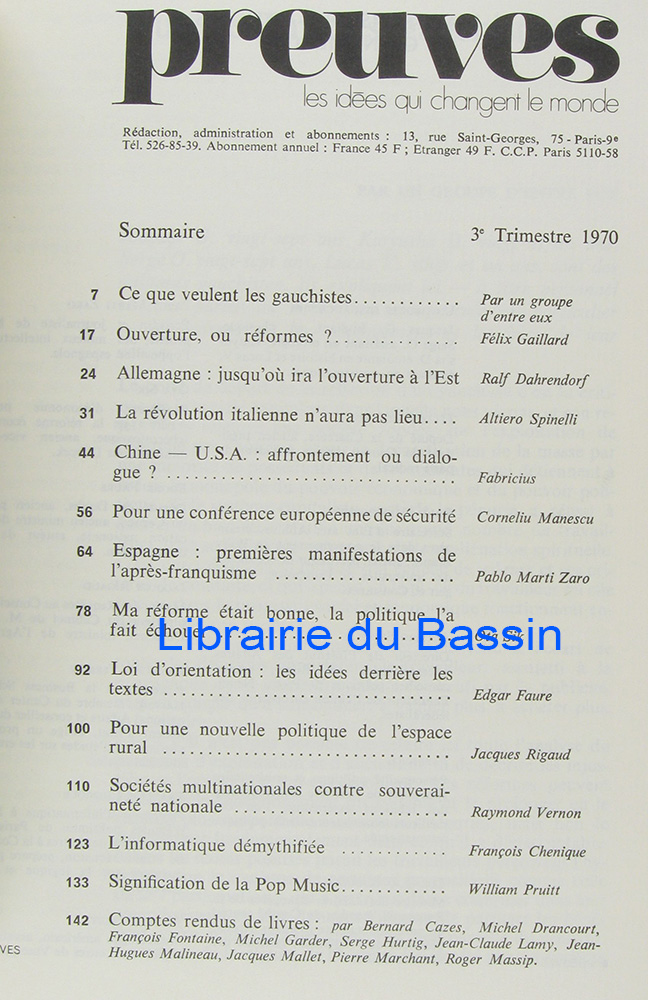 preuves
les idées qui changent le monde
Rédaction, administration et abonnements : 13, rue Saint-Georges, 75 - Paris-9e
Tél. 526-85-39. Abonnement annuel : France 45 F ; Etranger 49 F. C.C.P. Paris 5110-58
Sommaire 3e Trimestre 1970
7 Ce que veulent les gauchistes............ Par un groupe
d'entre eux
17 Ouverture, ou réformes ?.............. Félix Gaillard
24 Allemagne : jusqu'où ira l'ouverture à l'Est Ralf Dahrendorf
31 La révolution italienne n'aura pas lieu.... Altiero Spinelli
44 Chine — U.S.A. : affrontement ou dialo-
gue ? ................................ Fabricius
56 Pour une conférence européenne de sécurité Corneliu Manescu
64 Espagne : premières manifestations de
l'après-franquisme .................... Pablo Marti Zaro
78 Ma réforme était bonne, la politique l'a
fait échouer .......................... Ota Sik
Librairie du Bassin
92 Loi d'orientation : les idées derrière les
textes ................................ Edgar Faure
100 Pour une nouvelle politique de l'espace
rural ................................ Jacques Rigaud
110 Sociétés multinationales contre souverai-
neté nationale ........................ Raymond Vernon
123 L'informatique démythifiée ............ François Chenique
133 Signification de la Pop Music............ William Pruitt
142 Comptes rendus de livres : par Bernard Cazes, Michel Drancourt,
François Fontaine, Michel Garder, Serge Hurtig, Jean-Claude Lamy, Jean-
Hugues Malineau, Jacques Mallet, Pierre Marchant, Roger Massip.
VES